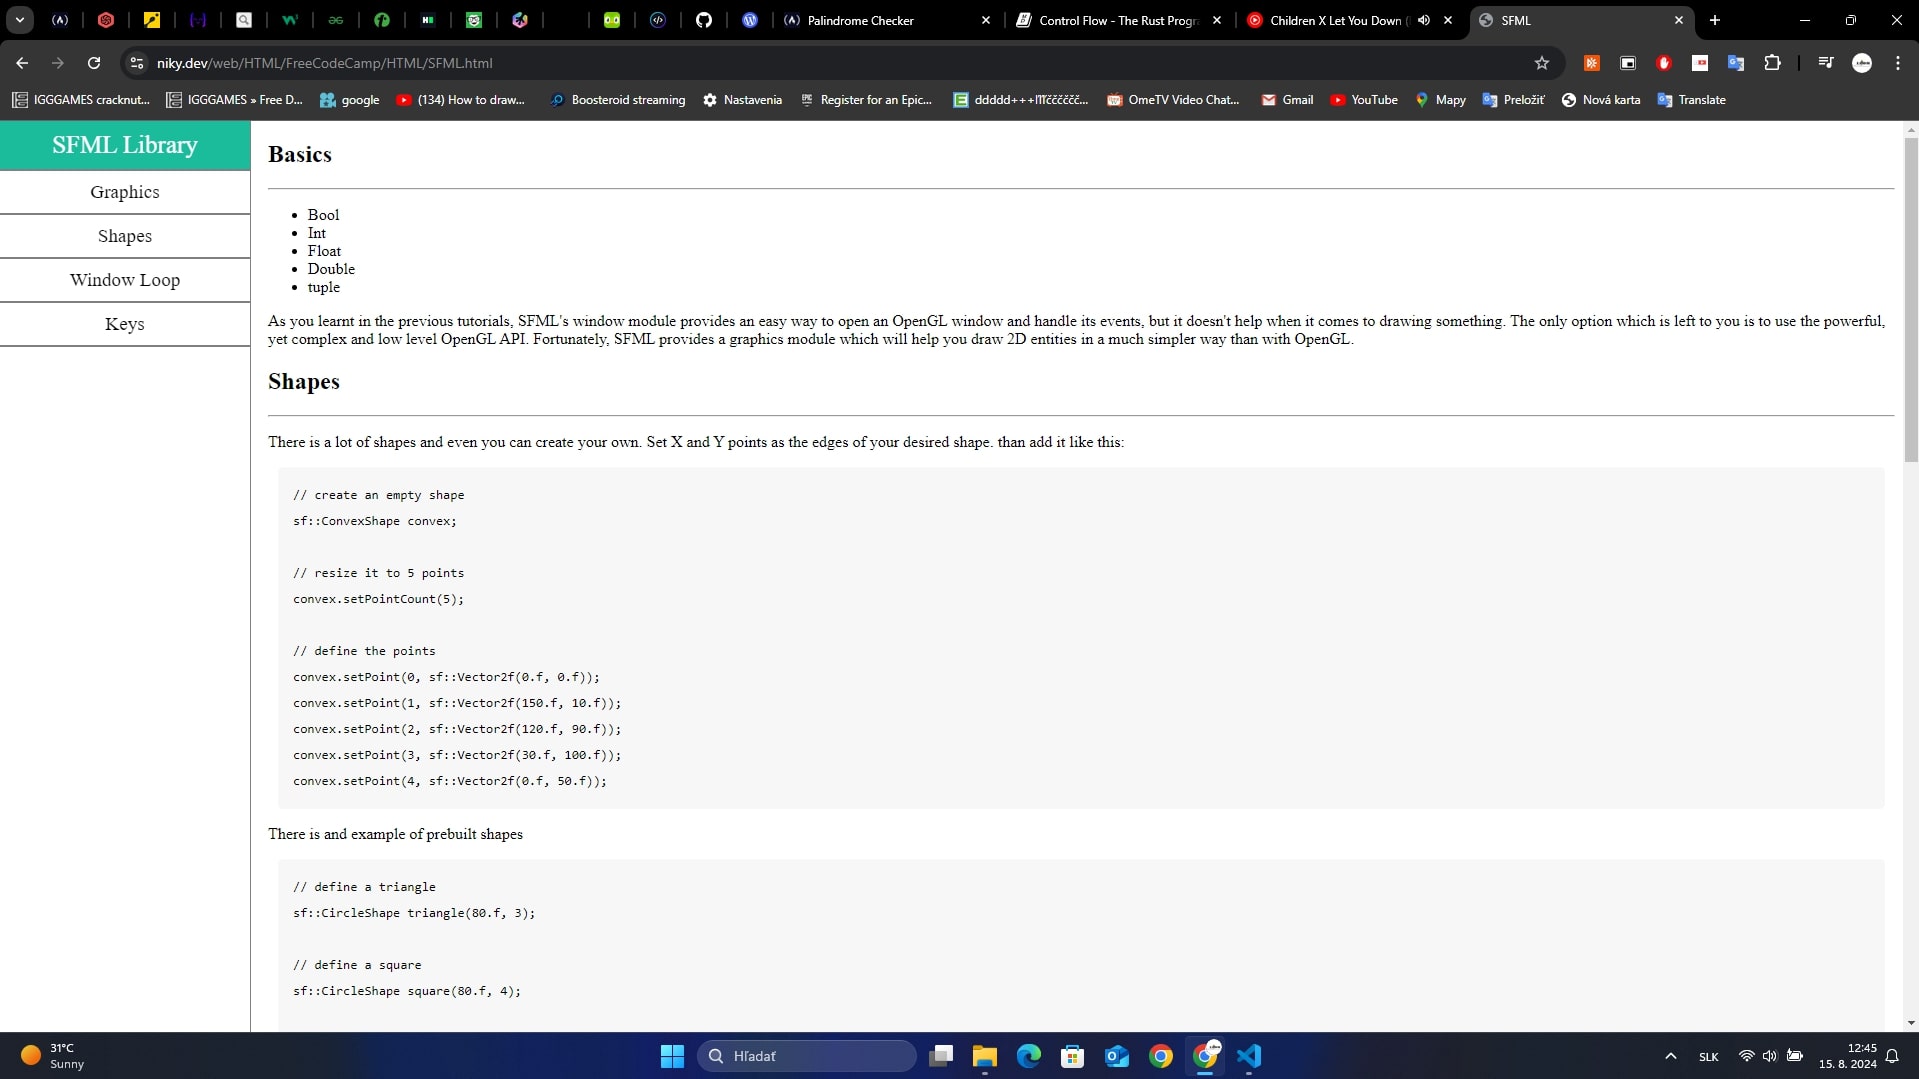 Palindrome Checker
Control Flow - The Rust Progr
Children X Let You Down (
SFML
niky.dev/web/HTML/FreeCodeCamp/HTML/SFML.html
IGGGAMES cracknut...
IGGGAMES » Free D...
google
(134) How to draw...
Boosteroid streaming
Nastavenia
Register for an Epic...
OmeTV Video Chat...
Gmail
YouTube
Mapy
Preložiť
Nová karta
Translate
SFML Library
Graphics
Shapes
Window Loop
Keys
Basics
Bool
Int
Float
Double
tuple
As you learnt in the previous tutorials, SFML's window module provides an easy way to open an OpenGL window and handle its events, but it doesn't help when it comes to drawing something. The only option which is left to you is to use the powerful,
yet complex and low level OpenGL API. Fortunately, SFML provides a graphics module which will help you draw 2D entities in a much simpler way than with OpenGL.
Shapes
There is a lot of shapes and even you can create your own. Set X and Y points as the edges of your desired shape. than add it like this:
// create an empty shape
sf::ConvexShape convex;
// resize it to 5 points
convex.setPointCount(5);
// define the points
convex.setPoint(0, sf::Vector2f(0.f, 0.f));
convex.setPoint(1, sf::Vector2f(150.f, 10.f));
convex.setPoint(2, sf::Vector2f(120.f, 90.f));
convex.setPoint(3, sf::Vector2f(30.f, 100.f));
convex.setPoint(4, sf::Vector2f(0.f, 50.f));
There is and example of prebuilt shapes
// define a triangle
sf::CircleShape triangle(80.f, 3);
// define a square
sf::CircleShape square(80.f, 4);
31°C
Sunny
Hľadať
SLK
12:45
15. 8. 2024